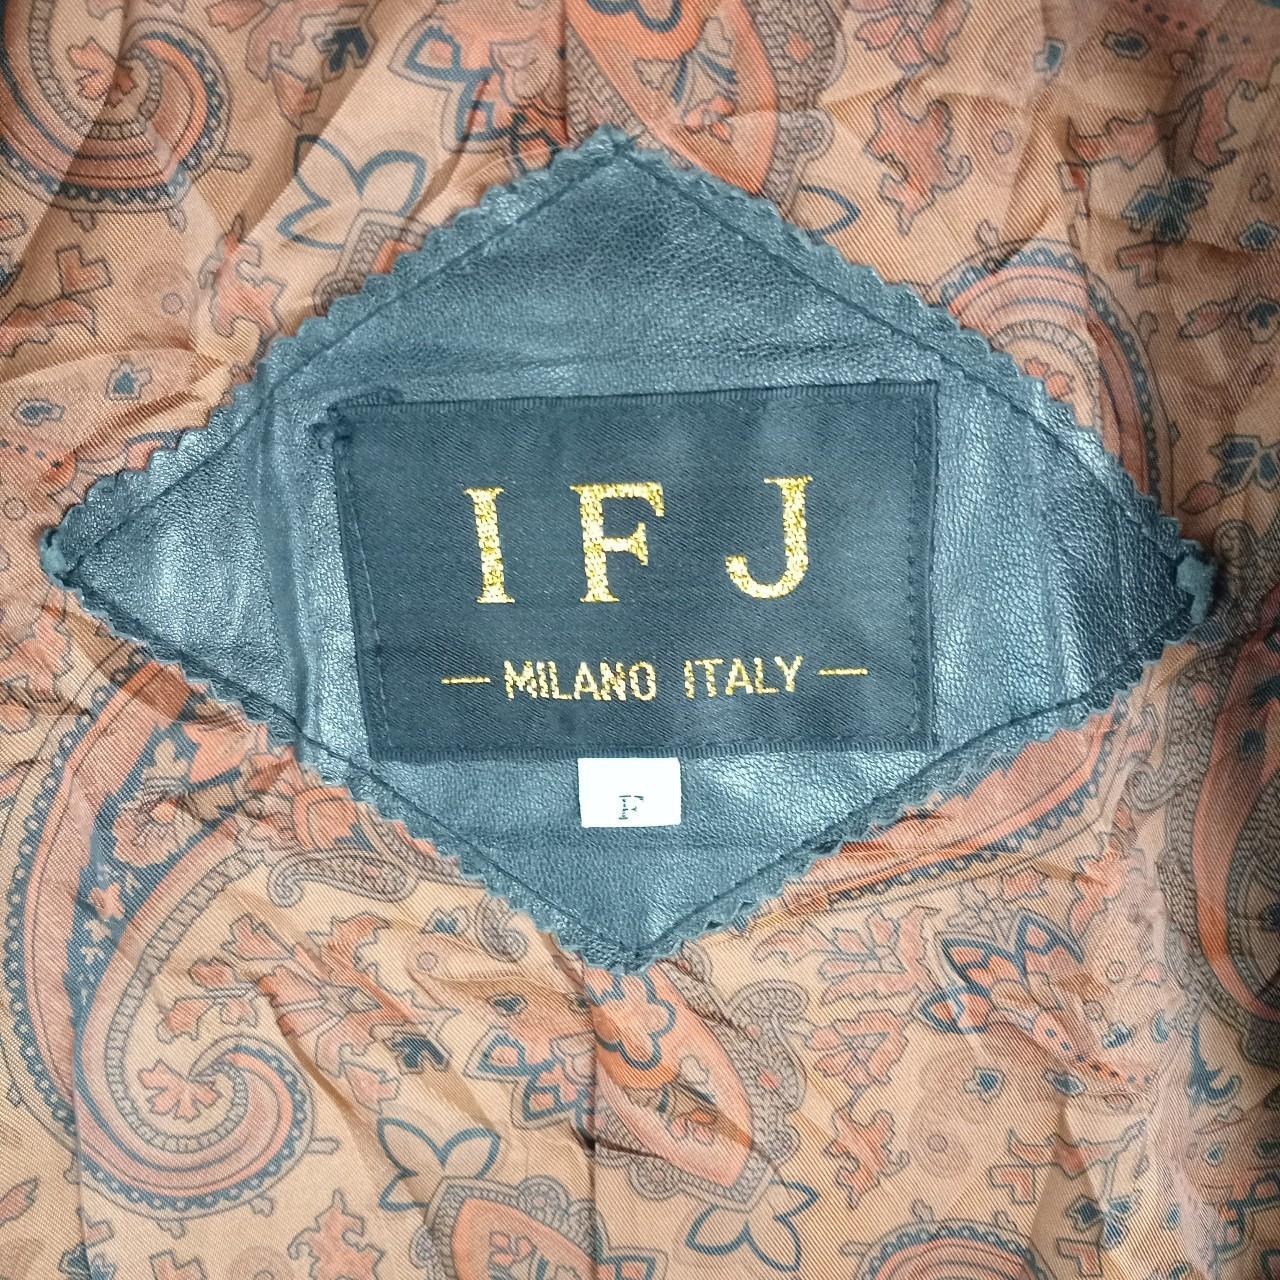 I F J
— MILANO ITALY —
F